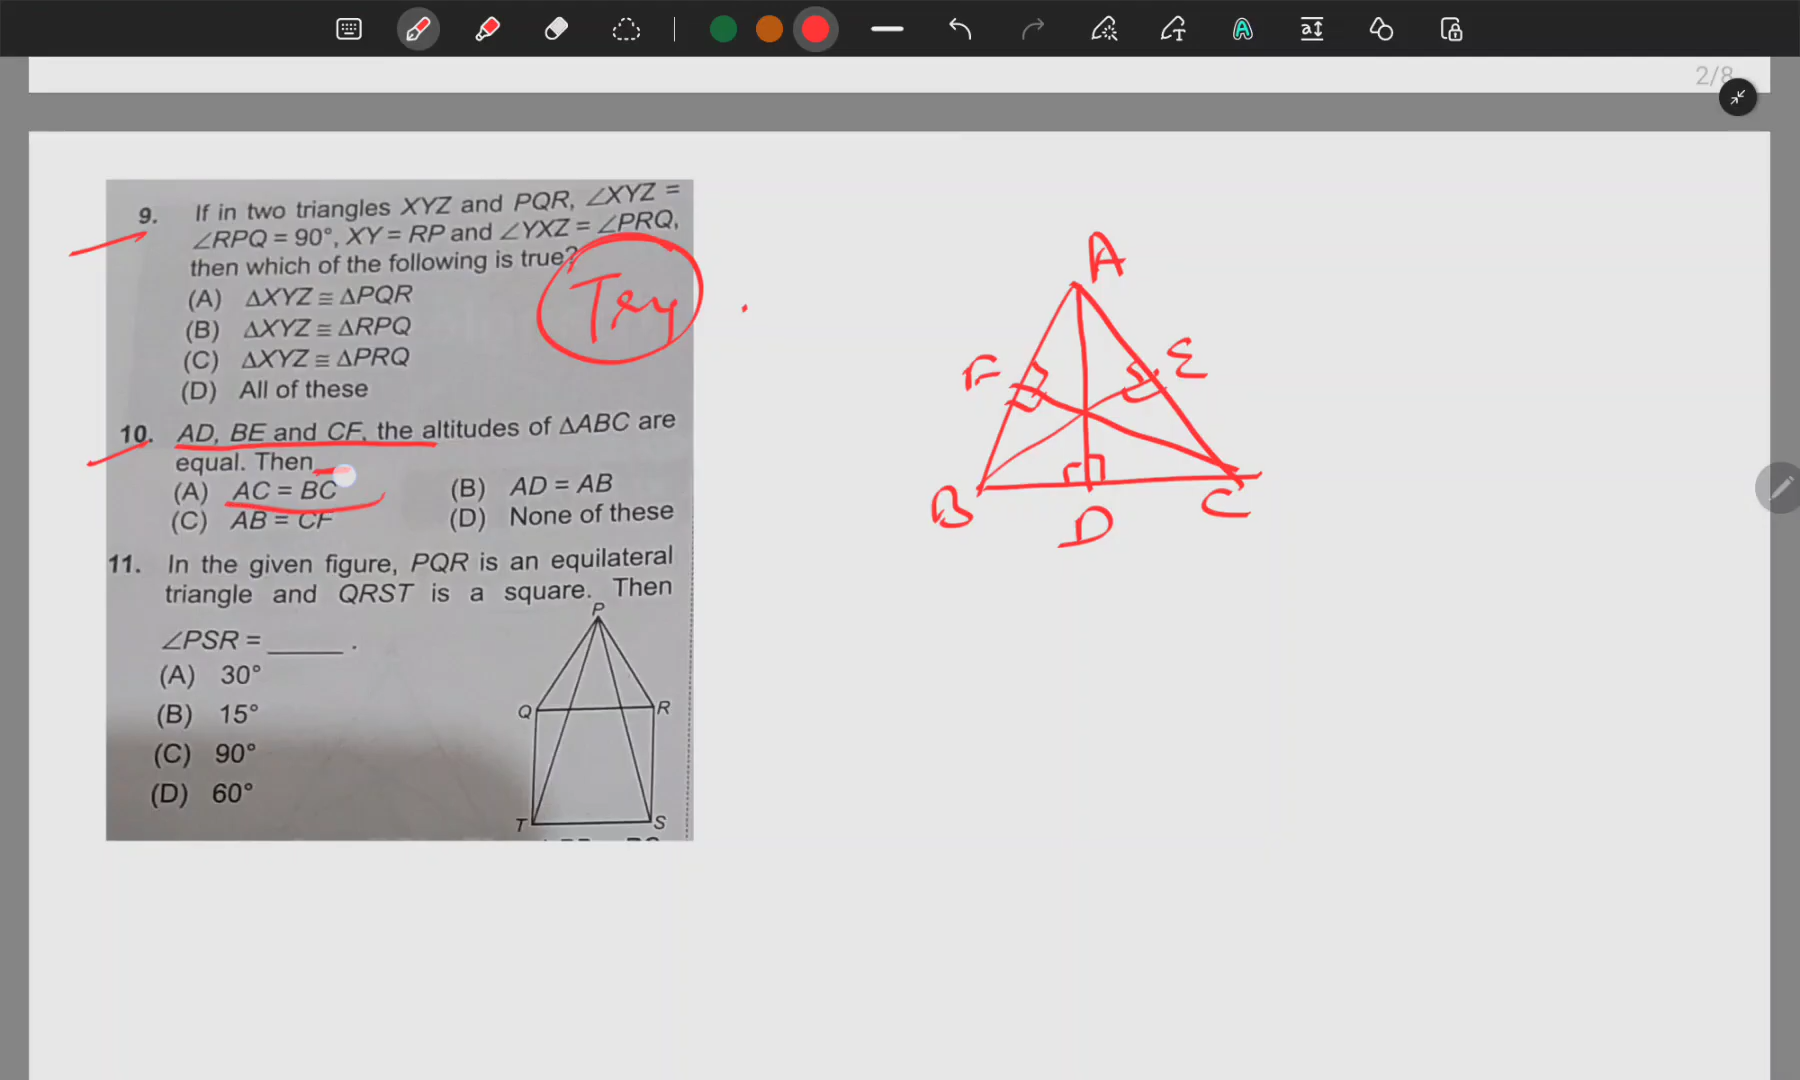 2/8
9. If in two triangles XYZ and PQR, ∠XYZ =
∠RPQ = 90°, XY = RP and ∠YXZ = ∠PRQ,
then which of the following is true?
(A) ΔXYZ ≅ ΔPQR
(B) ΔXYZ ≅ ΔRPQ
(C) ΔXYZ ≅ ΔPRQ
(D) All of these
Try
10. AD, BE and CF, the altitudes of ΔABC are
equal. Then
(A) AC = BC (B) AD = AB
(C) AB = CF (D) None of these
11. In the given figure, PQR is an equilateral
triangle and QRST is a square. Then
∠PSR = ______ .
(A) 30°
(B) 15°
(C) 90°
(D) 60°
P
Q R
T S
A
F E
B D C